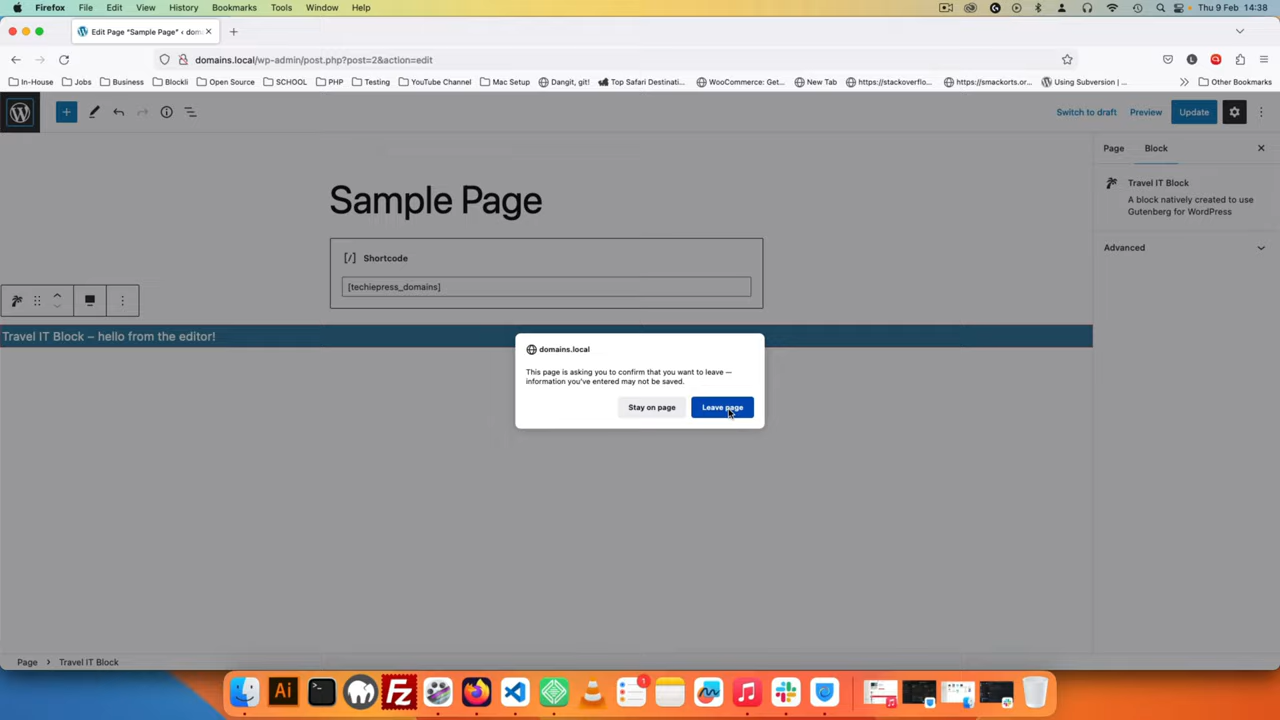 Firefox File Edit View History Bookmarks Tools Window Help Thu 9 Feb 14:38
Edit Page “Sample Page” ‹ dom
domains.local/wp-admin/post.php?post=2&action=edit
In-House Jobs Business Blockli Open Source SCHOOL PHP Testing YouTube Channel Mac Setup Dangit, git! Top Safari Destinati... WooCommerce: Get... New Tab https://stackoverflo... https://smackorts.or... Using Subversion |... Other Bookmarks
Switch to draft Preview Update
Page Block
Sample Page
Travel IT Block
A block natively created to use
Gutenberg for WordPress
Advanced
[/] Shortcode
[techiepress_domains]
Travel IT Block – hello from the editor!
domains.local
This page is asking you to confirm that you want to leave —
information you’ve entered may not be saved.
Stay on page Leave page
Page › Travel IT Block
Ai
Fz
1